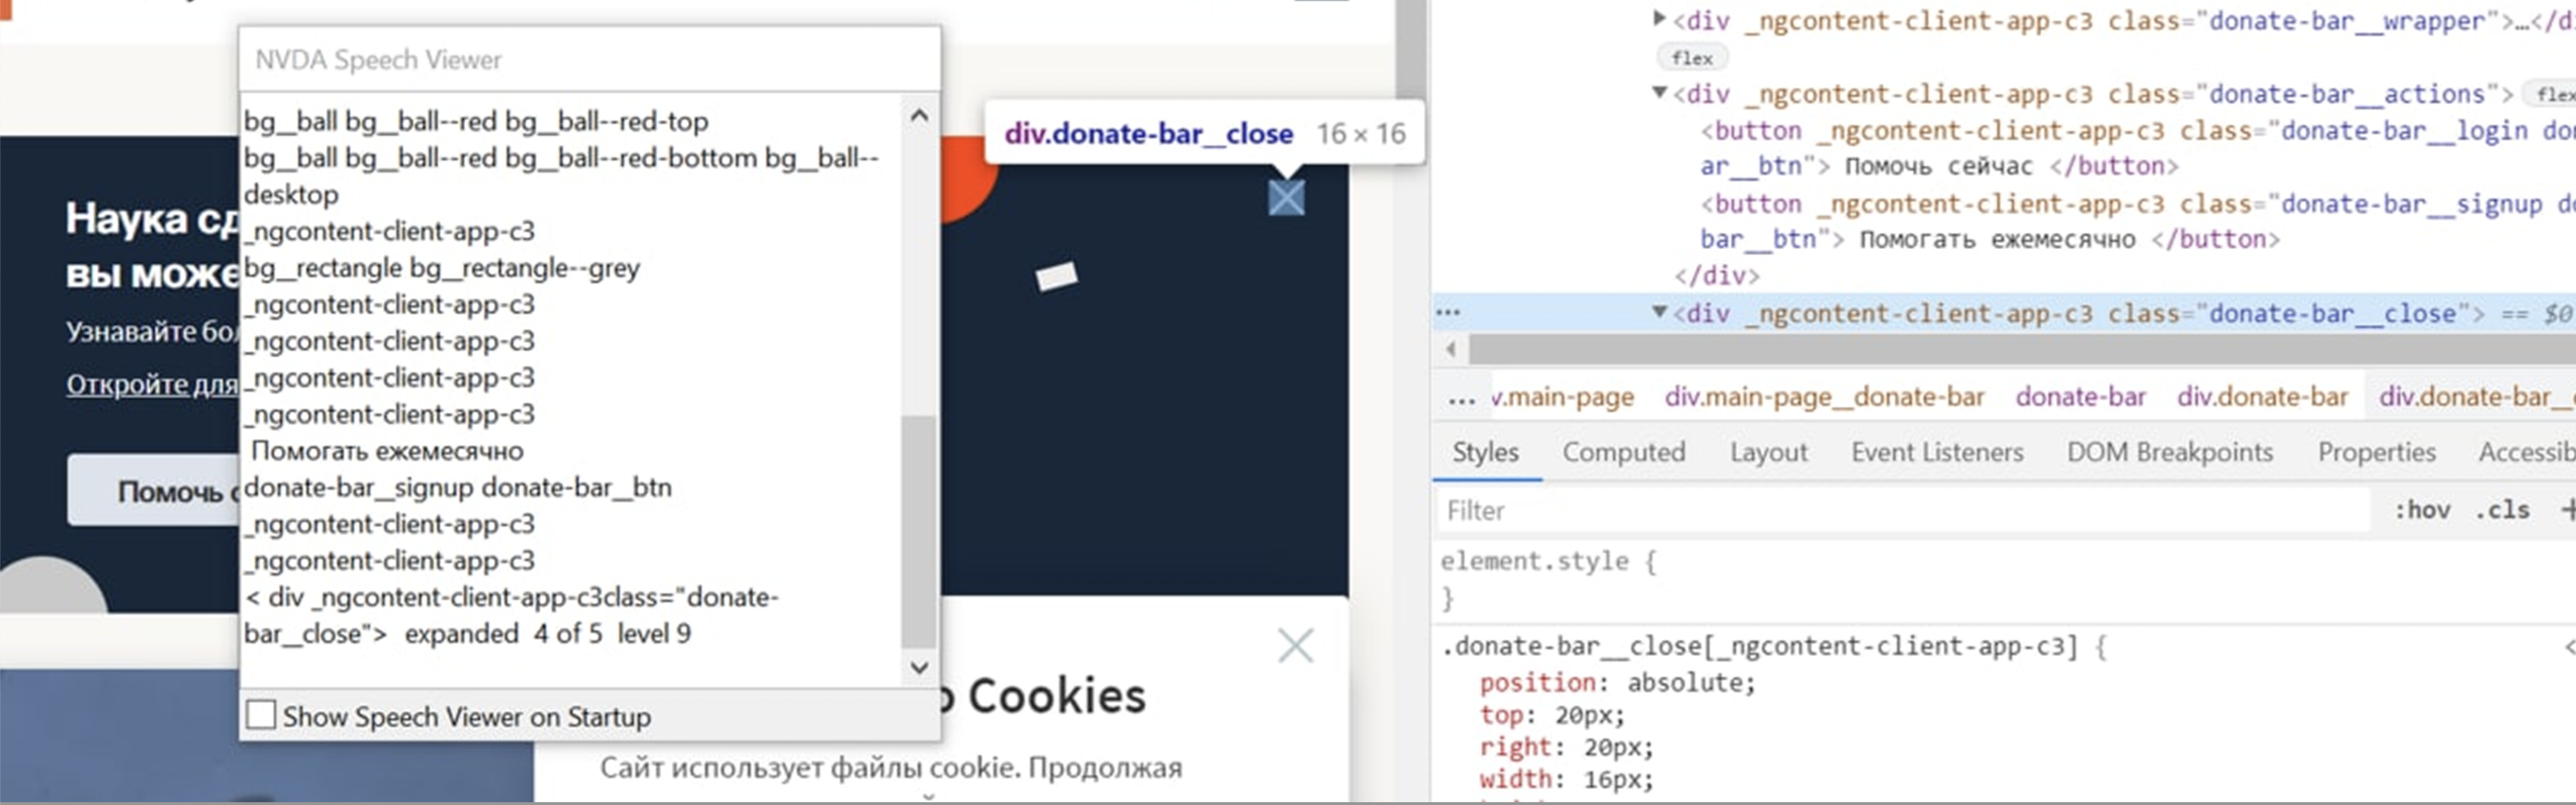 NVDA Speech Viewer
bg__ball bg__ball--red bg__ball--red-top
bg__ball bg__ball--red bg__ball--red-bottom bg__ball--
desktop
_ngcontent-client-app-c3
bg__rectangle bg__rectangle--grey
_ngcontent-client-app-c3
_ngcontent-client-app-c3
_ngcontent-client-app-c3
_ngcontent-client-app-c3
Помогать ежемесячно
donate-bar__signup donate-bar__btn
_ngcontent-client-app-c3
_ngcontent-client-app-c3
< div _ngcontent-client-app-c3class="donate-
bar__close">  expanded  4 of 5  level 9
Show Speech Viewer on Startup
Наука сд
вы може
Узнавайте бол
Откройте для
Помочь с
div.donate-bar__close 16 × 16
Cookies
Сайт использует файлы cookie. Продолжая
<div _ngcontent-client-app-c3 class="donate-bar__wrapper">…</di
flex
<div _ngcontent-client-app-c3 class="donate-bar__actions"> flex
<button _ngcontent-client-app-c3 class="donate-bar__login don
ar__btn"> Помочь сейчас </button>
<button _ngcontent-client-app-c3 class="donate-bar__signup do
bar__btn"> Помогать ежемесячно </button>
</div>
… <div _ngcontent-client-app-c3 class="donate-bar__close"> == $0
… v.main-page div.main-page__donate-bar donate-bar div.donate-bar div.donate-bar__c
Styles Computed Layout Event Listeners DOM Breakpoints Properties Accessib
Filter :hov .cls +
element.style {
}
.donate-bar__close[_ngcontent-client-app-c3] { <
position: absolute;
top: 20px;
right: 20px;
width: 16px;